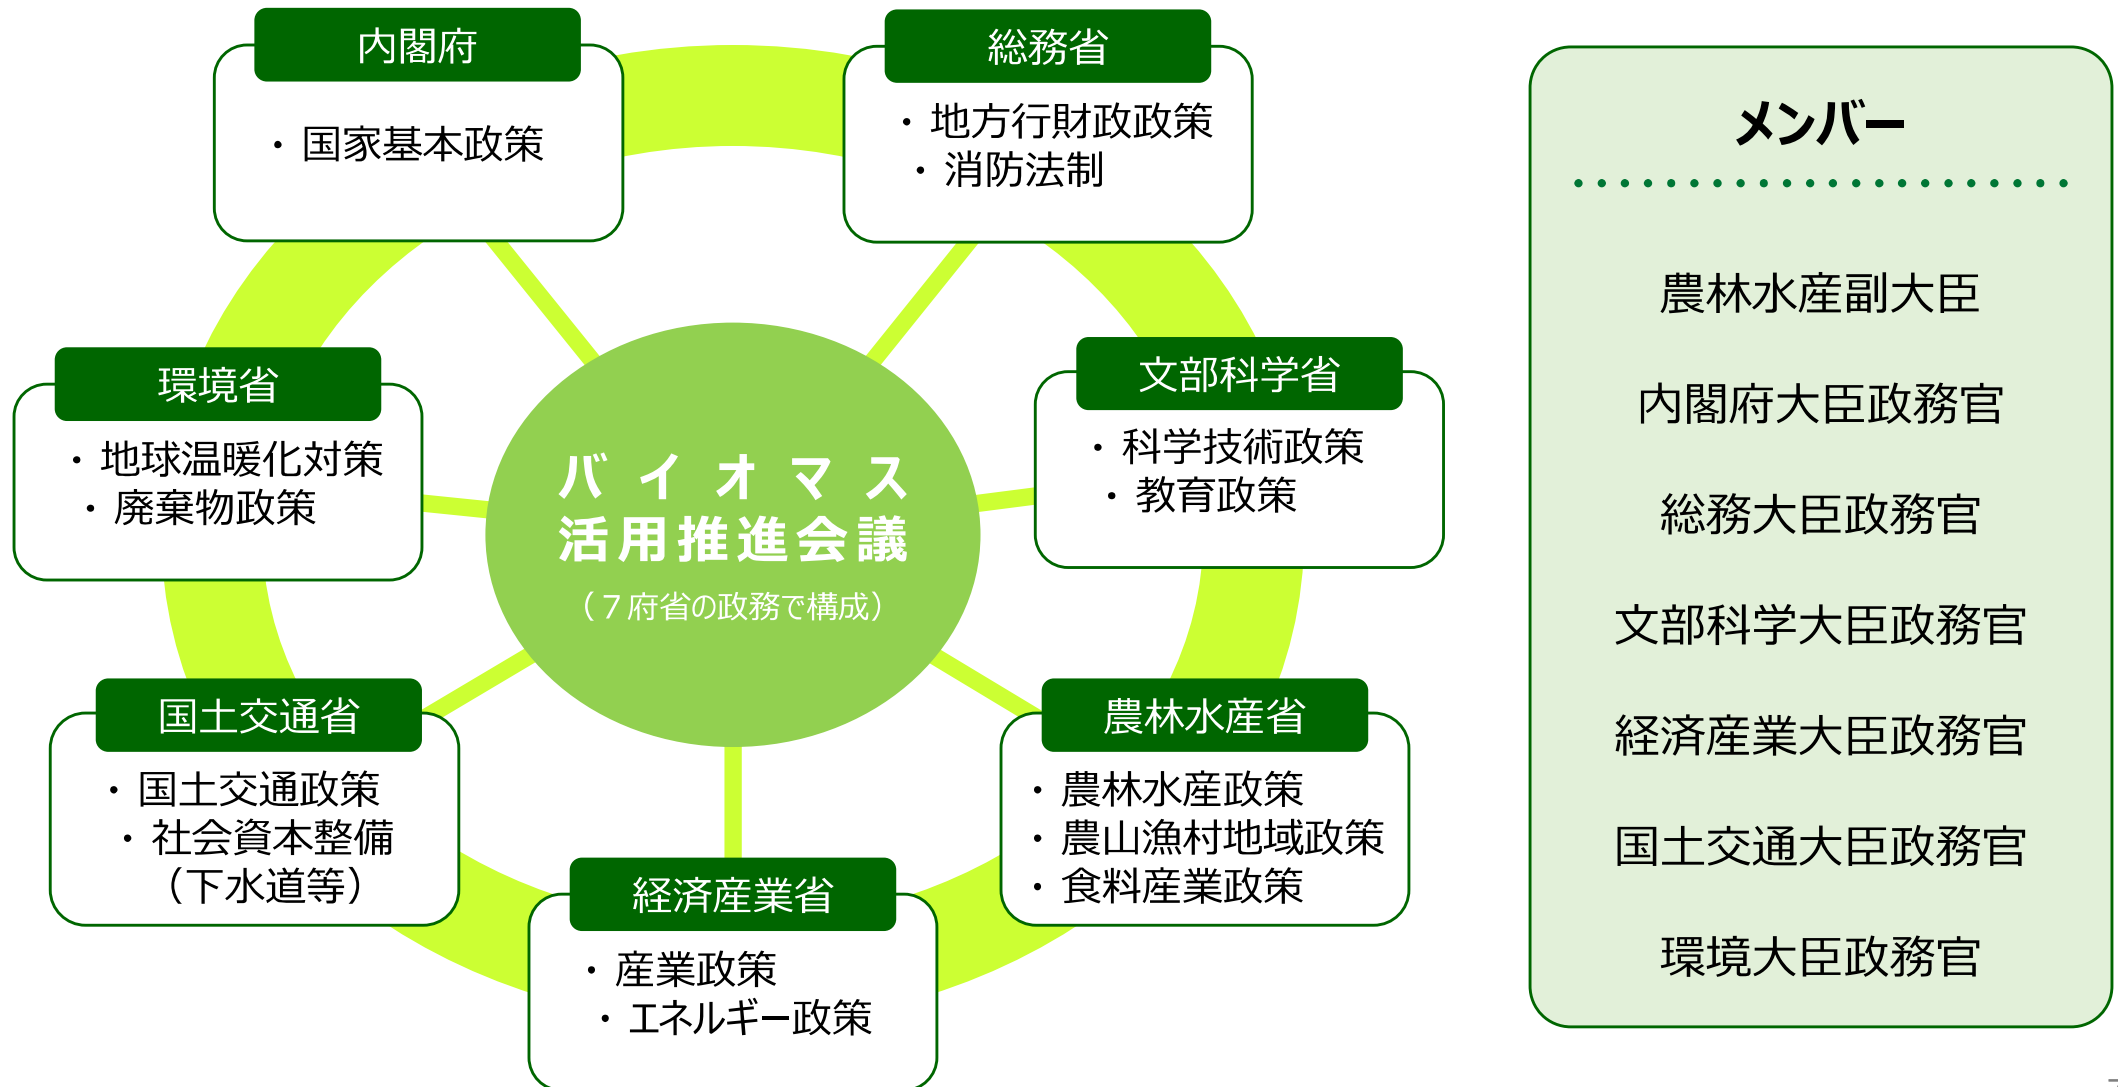 内閣府
・国家基本政策
総務省
・地方行財政政策
・消防法制
環境省
・地球温暖化対策
・廃棄物政策
文部科学省
・科学技術政策
・教育政策
バイオマス
活用推進会議
（７府省の政務で構成）
国土交通省
・国土交通政策
・社会資本整備
（下水道等）
農林水産省
・農林水産政策
・農山漁村地域政策
・食料産業政策
経済産業省
・産業政策
・エネルギー政策
メンバー
農林水産副大臣
内閣府大臣政務官
総務大臣政務官
文部科学大臣政務官
経済産業大臣政務官
国土交通大臣政務官
環境大臣政務官